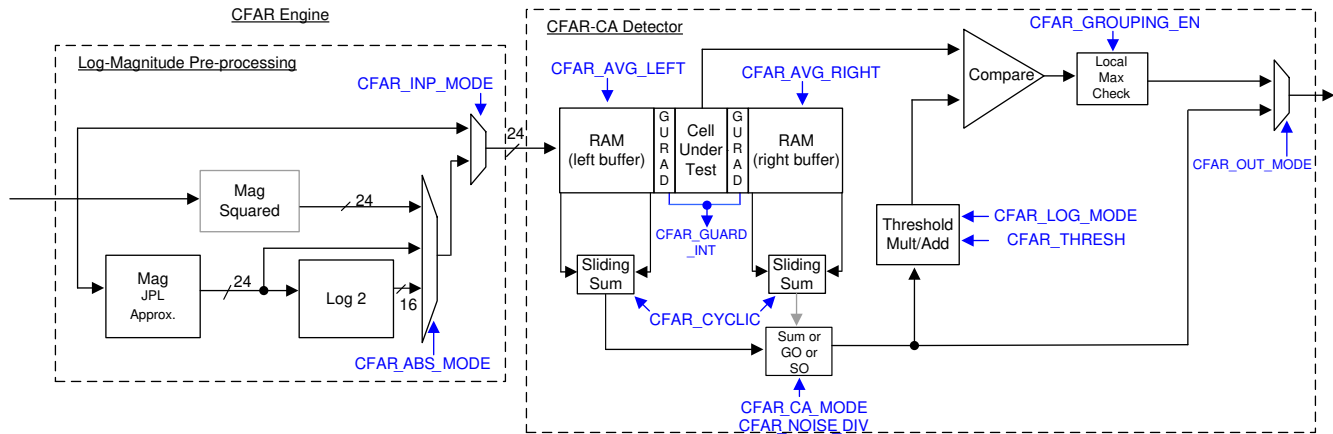 CFAR Engine
Log-Magnitude Pre-processing
CFAR_INP_MODE
24
Mag
Squared
24
Mag
JPL
Approx.
24
Log 2
16
CFAR_ABS_MODE
CFAR-CA Detector
CFAR_AVG_LEFT
CFAR_AVG_RIGHT
RAM
(left buffer)
G
U
R
A
D
Cell
Under
Test
G
U
R
A
D
RAM
(right buffer)
CFAR_GUARD
_INT
Sliding
Sum
Sliding
Sum
CFAR_CYCLIC
Sum or
GO or
SO
CFAR_CA_MODE
CFAR_NOISE DIV
Threshold
Mult/Add
CFAR_LOG_MODE
CFAR_THRESH
Compare
CFAR_GROUPING_EN
Local
Max
Check
CFAR_OUT_MODE